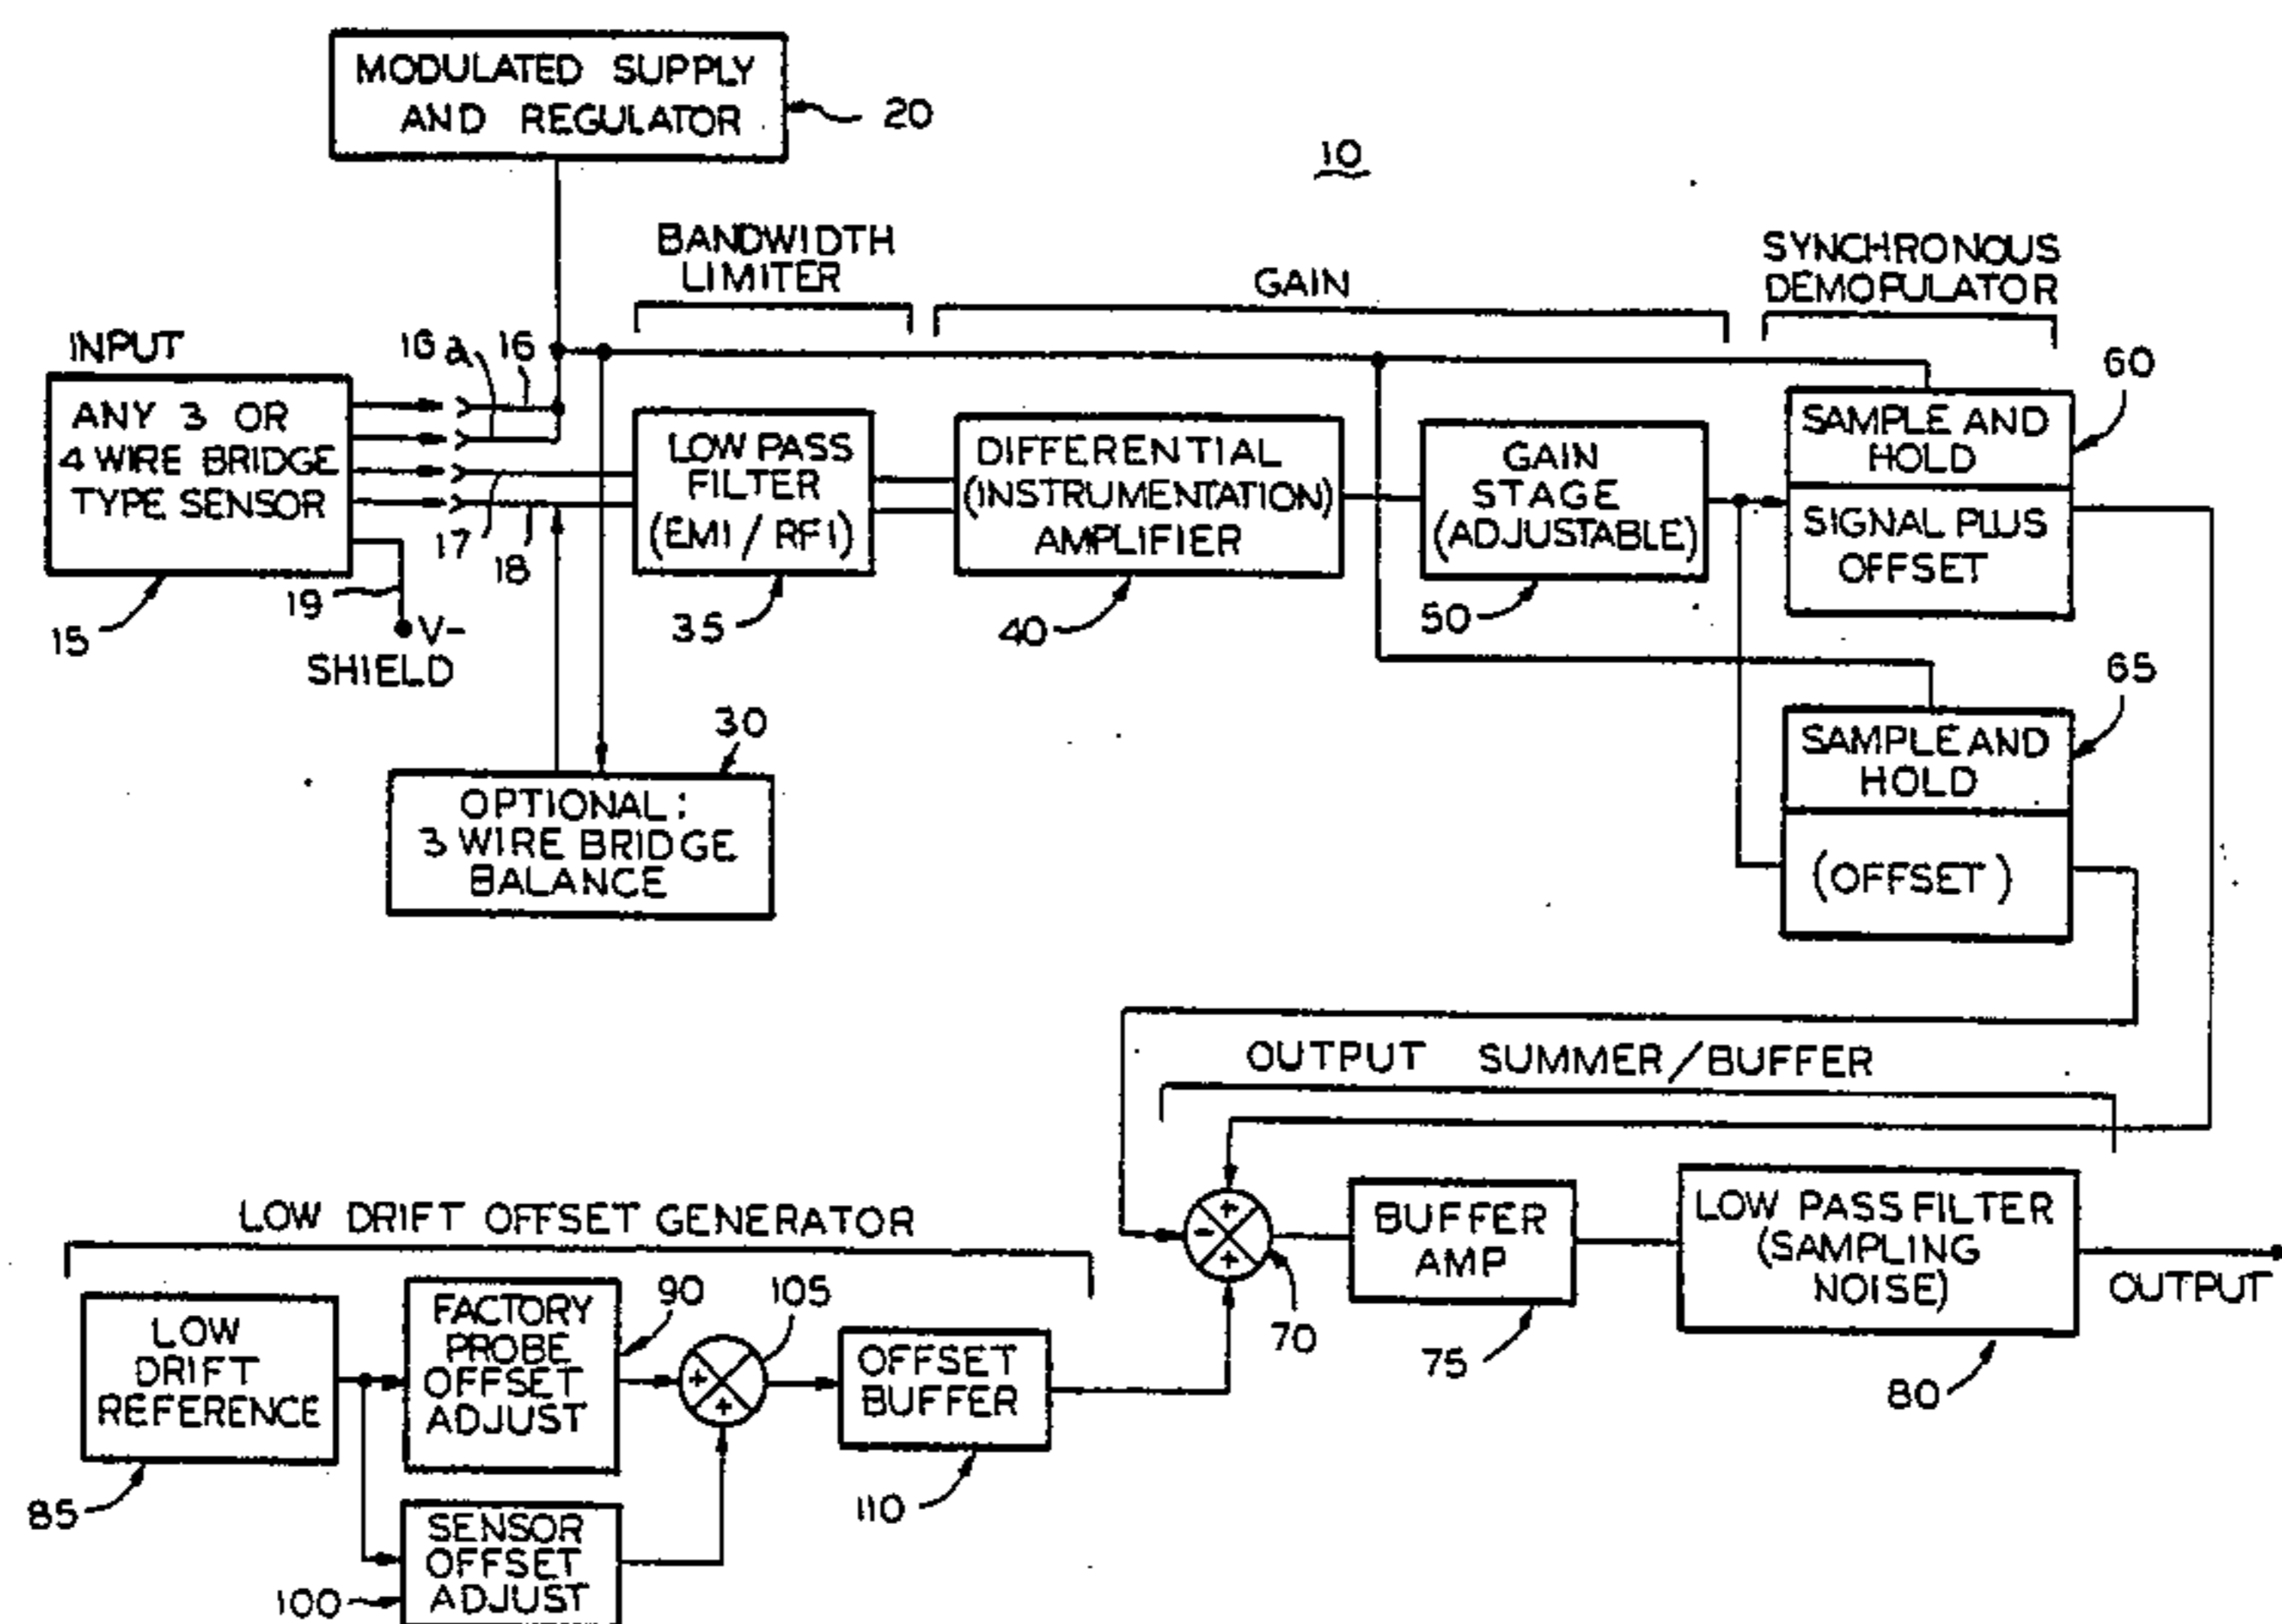 MODULATED SUPPLY
AND REGULATOR
20
10
BANDWIDTH
LIMITER
GAIN
SYNCHRONOUS
DEMOPULATOR
INPUT
ANY 3 OR
4 WIRE BRIDGE
TYPE SENSOR
15
16a
16
17
18
19
V-
SHIELD
LOW PASS
FILTER
(EMI / RFI)
35
DIFFERENTIAL
(INSTRUMENTATION)
AMPLIFIER
40
GAIN
STAGE
(ADJUSTABLE)
50
SAMPLE AND
HOLD
SIGNAL PLUS
OFFSET
60
SAMPLE AND
HOLD
(OFFSET)
65
30
OPTIONAL:
3 WIRE BRIDGE
BALANCE
OUTPUT SUMMER/BUFFER
LOW DRIFT OFFSET GENERATOR
LOW
DRIFT
REFERENCE
85
FACTORY
PROBE
OFFSET
ADJUST
90
SENSOR
OFFSET
ADJUST
100
+
+
105
OFFSET
BUFFER
110
+
-
+
70
BUFFER
AMP
75
LOW PASS FILTER
(SAMPLING
NOISE)
80
OUTPUT